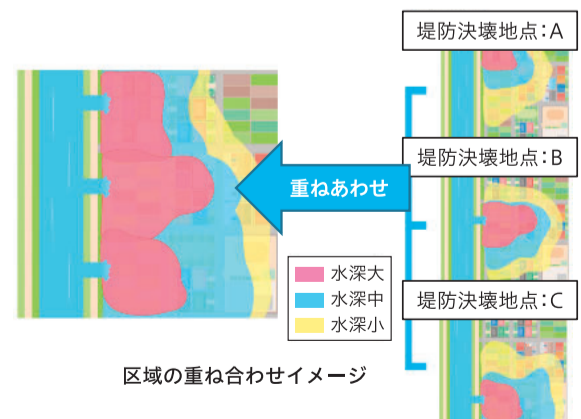 堤防決壊地点：A
堤防決壊地点：B
重ねあわせ
水深大
水深中
水深小
堤防決壊地点：C
区域の重ね合わせイメージ